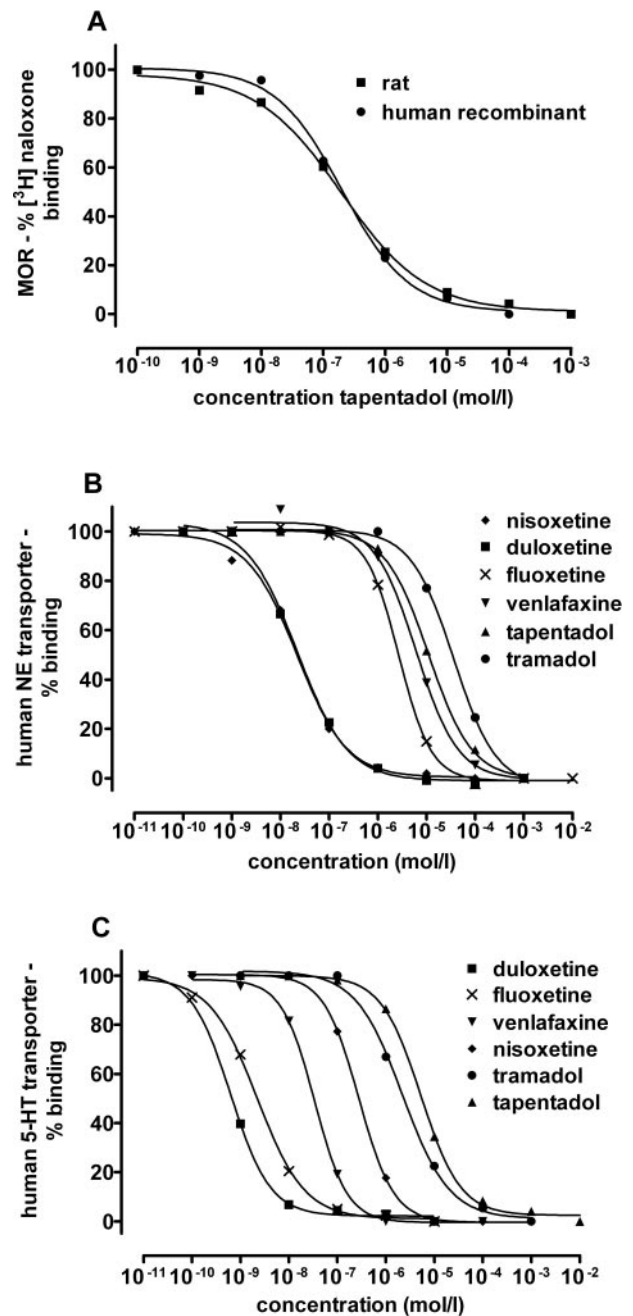 A
MOR - % [³H] naloxone
binding
100
80
60
40
20
0
rat
human recombinant
10⁻¹⁰ 10⁻⁹ 10⁻⁸ 10⁻⁷ 10⁻⁶ 10⁻⁵ 10⁻⁴ 10⁻³
concentration tapentadol (mol/l)
B
human NE transporter -
% binding
100
80
60
40
20
0
nisoxetine
duloxetine
fluoxetine
venlafaxine
tapentadol
tramadol
10⁻¹¹ 10⁻¹⁰ 10⁻⁹ 10⁻⁸ 10⁻⁷ 10⁻⁶ 10⁻⁵ 10⁻⁴ 10⁻³ 10⁻²
concentration (mol/l)
C
human 5-HT transporter -
% binding
100
80
60
40
20
0
duloxetine
fluoxetine
venlafaxine
nisoxetine
tramadol
tapentadol
10⁻¹¹ 10⁻¹⁰ 10⁻⁹ 10⁻⁸ 10⁻⁷ 10⁻⁶ 10⁻⁵ 10⁻⁴ 10⁻³ 10⁻²
concentration (mol/l)